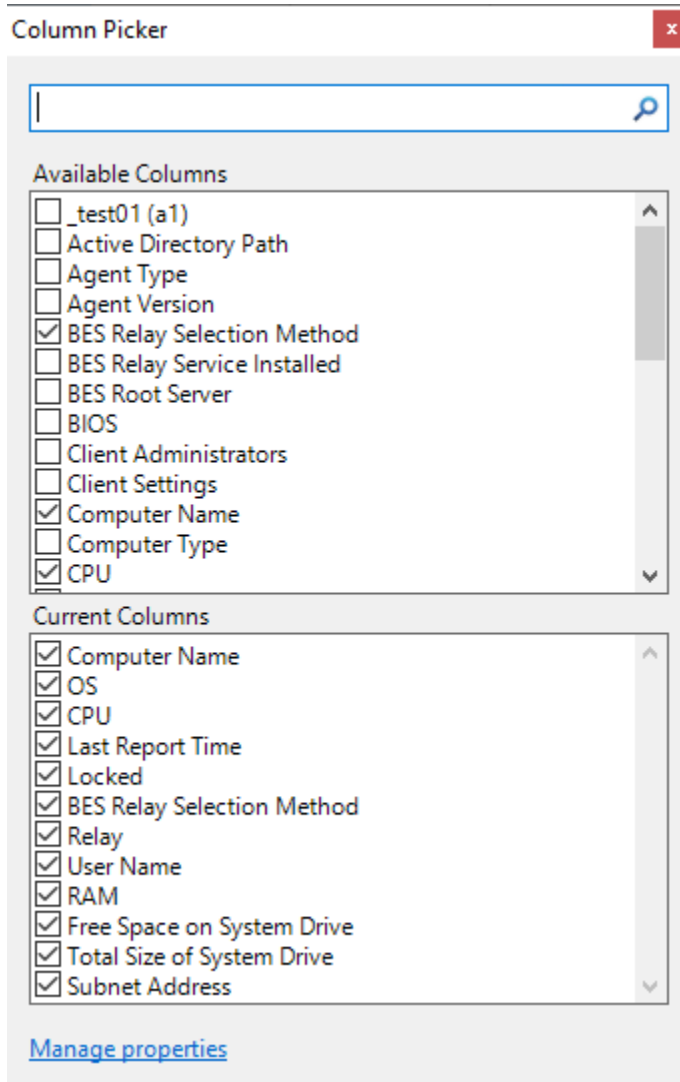 Column Picker
Available Columns
_test01 (a1)
Active Directory Path
Agent Type
Agent Version
BES Relay Selection Method
BES Relay Service Installed
BES Root Server
BIOS
Client Administrators
Client Settings
Computer Name
Computer Type
CPU
Current Columns
Computer Name
OS
CPU
Last Report Time
Locked
BES Relay Selection Method
Relay
User Name
RAM
Free Space on System Drive
Total Size of System Drive
Subnet Address
Manage properties